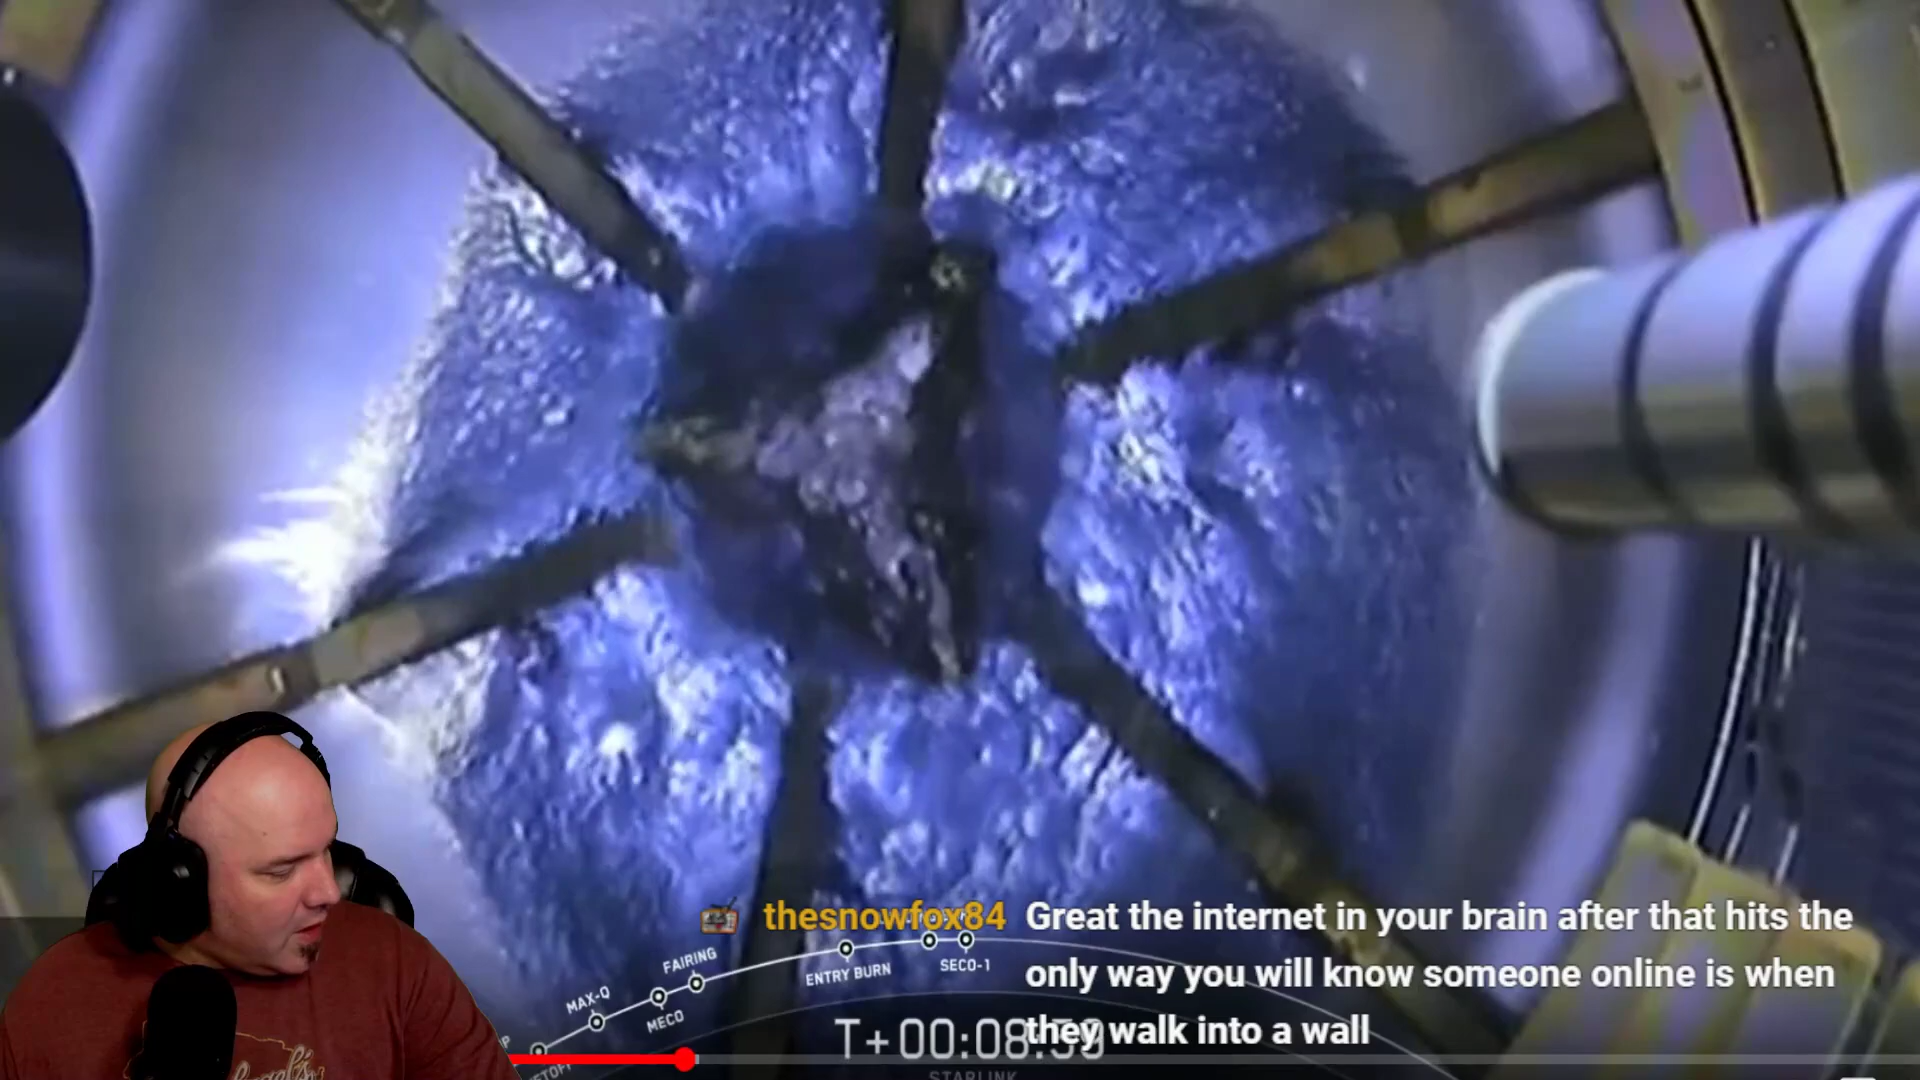 thesnowfox84 Great the internet in your brain after that hits the
only way you will know someone online is when
they walk into a wall
FAIRING
ENTRY BURN
SECO-1
MAX-Q
MECO
T+00:08:
STARLINK